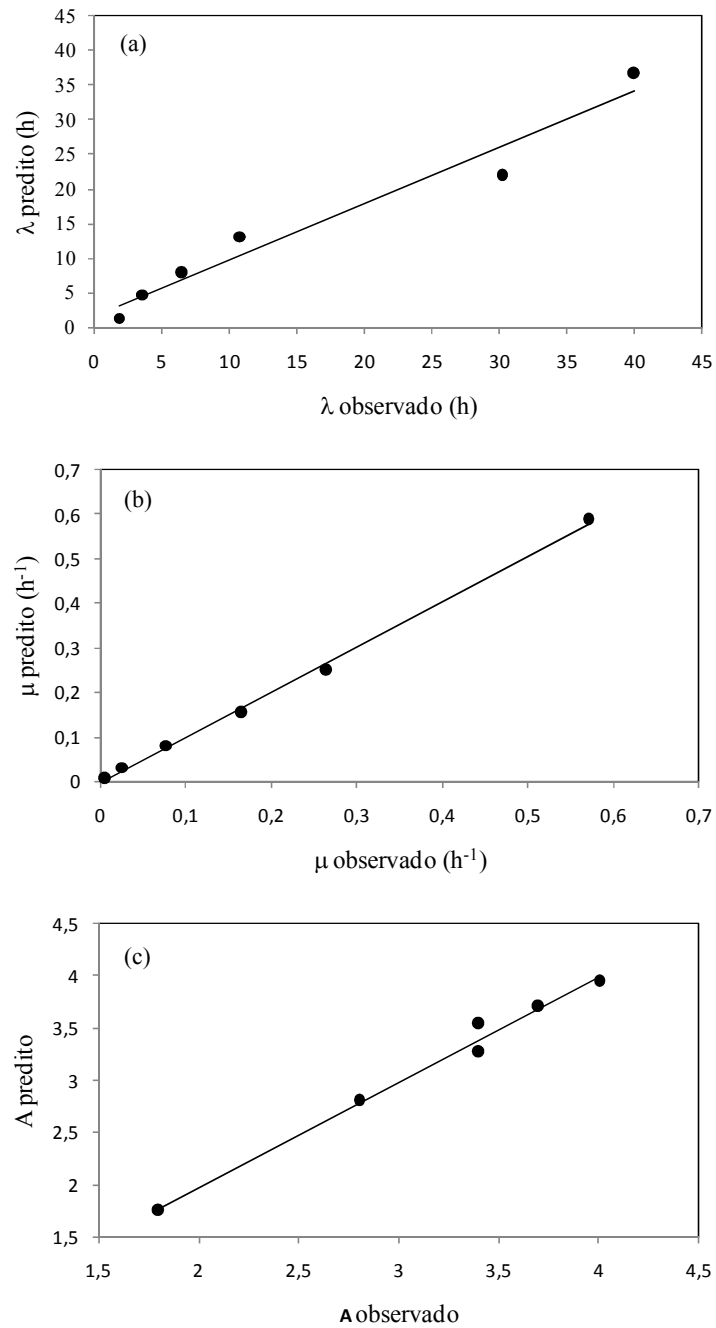 (a)
λ predito (h)
45
40
35
30
25
20
15
10
5
0
0 5 10 15 20 25 30 35 40 45
λ observado (h)
(b)
μ predito (h-1)
0,7
0,6
0,5
0,4
0,3
0,2
0,1
0
0 0,1 0,2 0,3 0,4 0,5 0,6 0,7
μ observado (h-1)
(c)
A predito
4,5
4
3,5
3
2,5
2
1,5
1,5 2 2,5 3 3,5 4 4,5
A observado